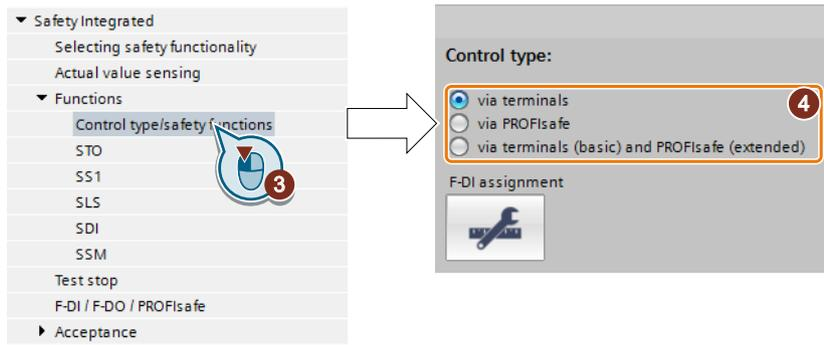 Safety Integrated
Selecting safety functionality
Actual value sensing
Functions
Control type/safety functions
STO
SS1
SLS
SDI
SSM
Test stop
F-DI / F-DO / PROFIsafe
Acceptance
3
Control type:
via terminals
via PROFIsafe
via terminals (basic) and PROFIsafe (extended)
4
F-DI assignment